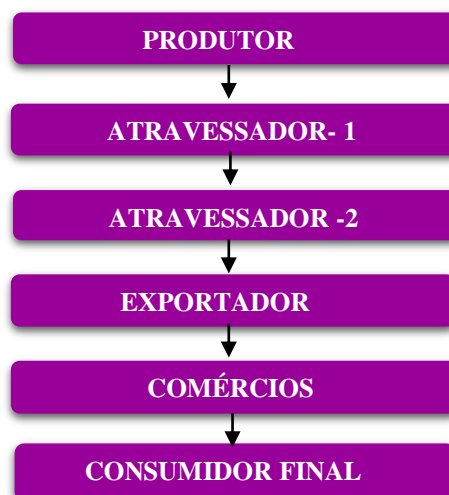 PRODUTOR
ATRAVESSADOR- 1
ATRAVESSADOR -2
EXPORTADOR
COMÉRCIOS
CONSUMIDOR FINAL